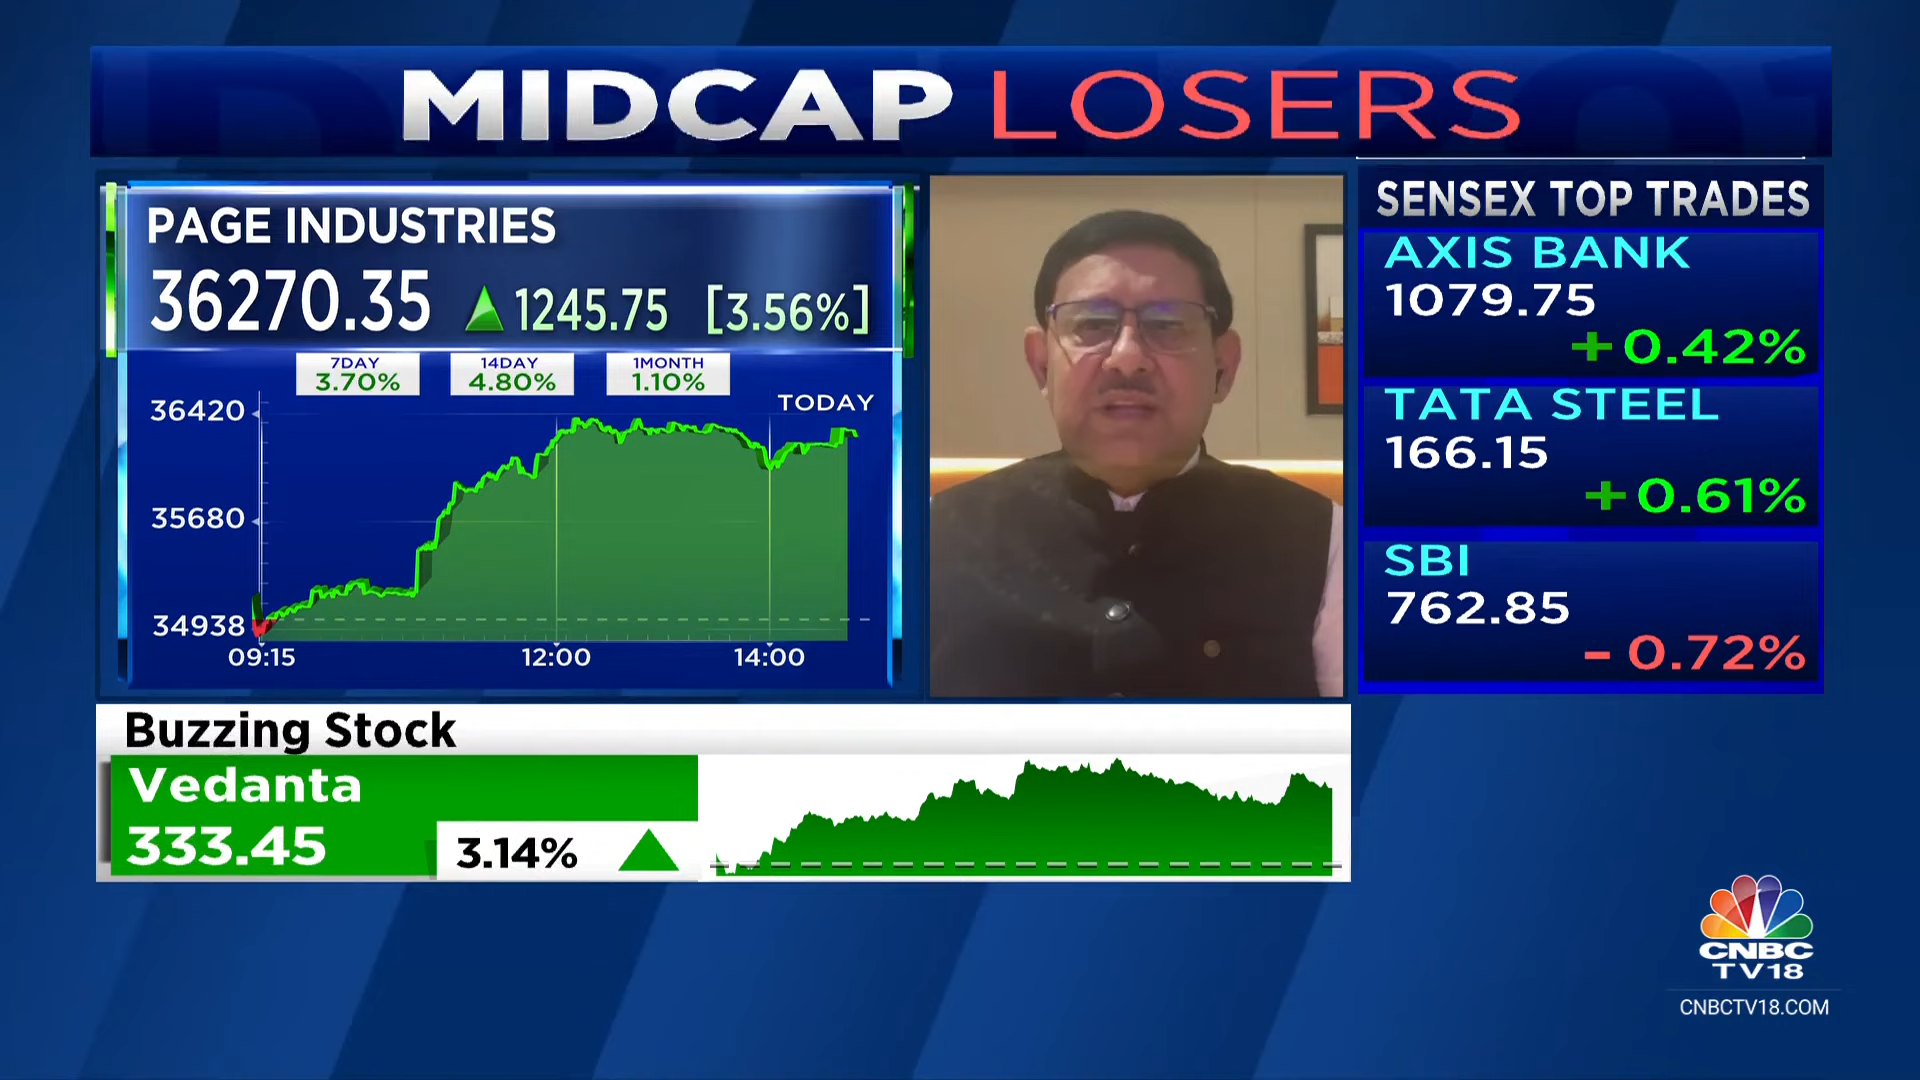 MIDCAP LOSERS
PAGE INDUSTRIES
36270.35 ▲ 1245.75 [3.56%]
7DAY
3.70%
14DAY
4.80%
1MONTH
1.10%
TODAY
36420
35680
34938
09:15 12:00 14:00
SENSEX TOP TRADES
AXIS BANK
1079.75
+0.42%
TATA STEEL
166.15
+0.61%
SBI
762.85
-0.72%
Buzzing Stock
Vedanta
333.45
3.14%
CNBC
TV18
CNBCTV18.COM